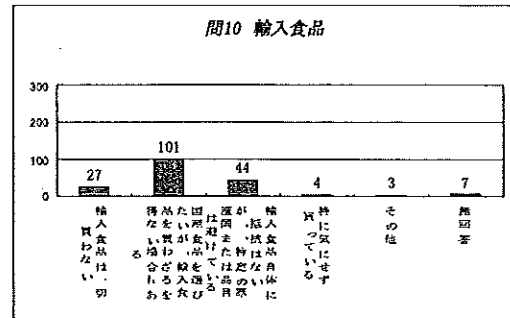 問10 輸入食品
300
200
100
0
27
101
44
4
3
7
輸入食品は一切
買わない
国産食品を選び
たいが、輸入食
品を買わざるを
得ない場合もあ
る
輸入食品自体に
抵抗はない
が、特定の原
産国または品目
は避けている
特に気にせず
買っている
その他
無回答